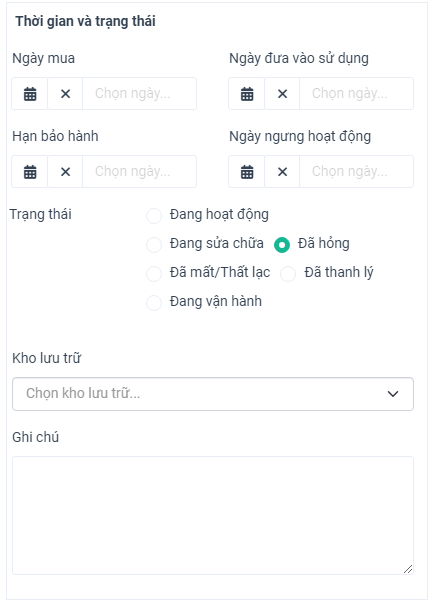 Thời gian và trạng thái
Ngày mua Ngày đưa vào sử dụng
Chọn ngày... Chọn ngày...
Hạn bảo hành Ngày ngưng hoạt động
Chọn ngày... Chọn ngày...
Trạng thái Đang hoạt động
Đang sửa chữa Đã hỏng
Đã mất/Thất lạc Đã thanh lý
Đang vận hành
Kho lưu trữ
Chọn kho lưu trữ...
Ghi chú